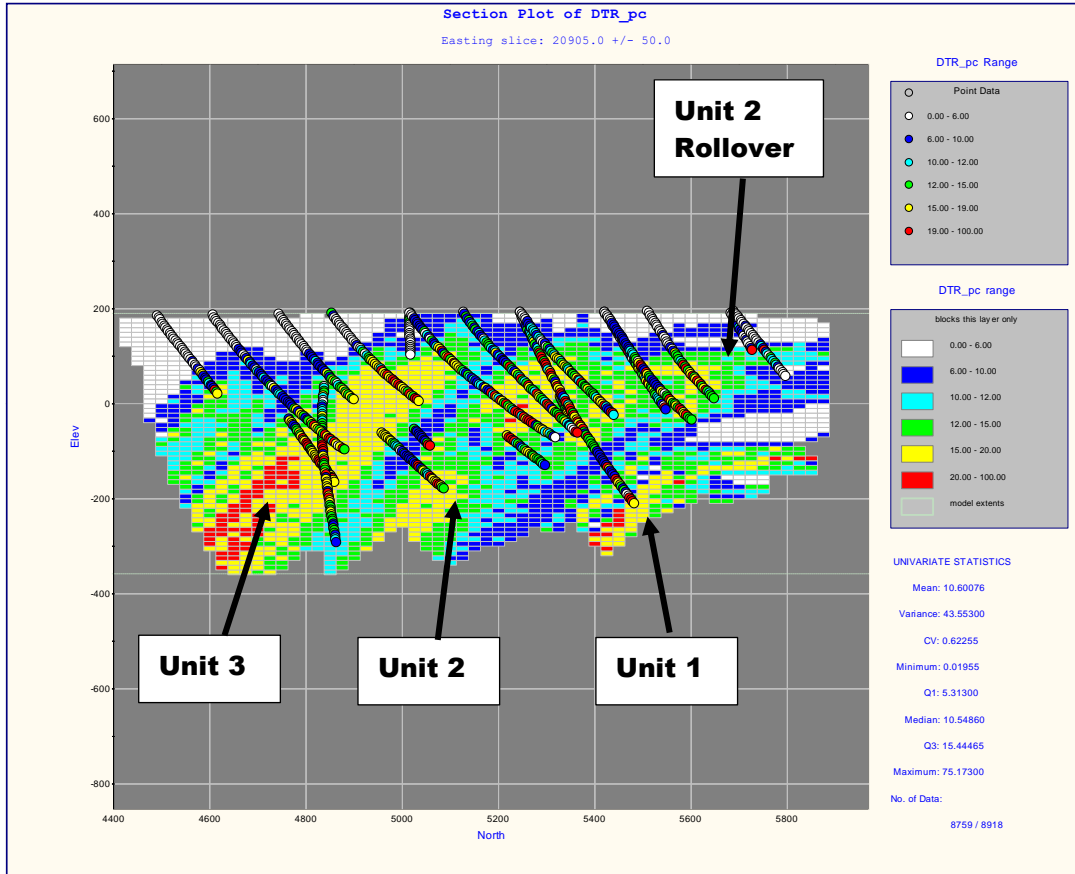 Section Plot of DTR_pc
Easting slice: 20905.0 +/- 50.0
Unit 2
Rollover
600
400
200
0
-200
-400
-600
-800
Elev
4400
4600
4800
5000
5200
5400
5600
5800
North
Unit 3
Unit 2
Unit 1
DTR_pc Range
Point Data
0.00 - 6.00
6.00 - 10.00
10.00 - 12.00
12.00 - 15.00
15.00 - 19.00
19.00 - 100.00
DTR_pc range
blocks this layer only
0.00 - 6.00
6.00 - 10.00
10.00 - 12.00
12.00 - 15.00
15.00 - 20.00
20.00 - 100.00
model extents
UNIVARIATE STATISTICS
Mean: 10.60076
Variance: 43.55300
CV: 0.62255
Minimum: 0.01955
Q1: 5.31300
Median: 10.54860
Q3: 15.44465
Maximum: 75.17300
No. of Data:
8759 / 8918